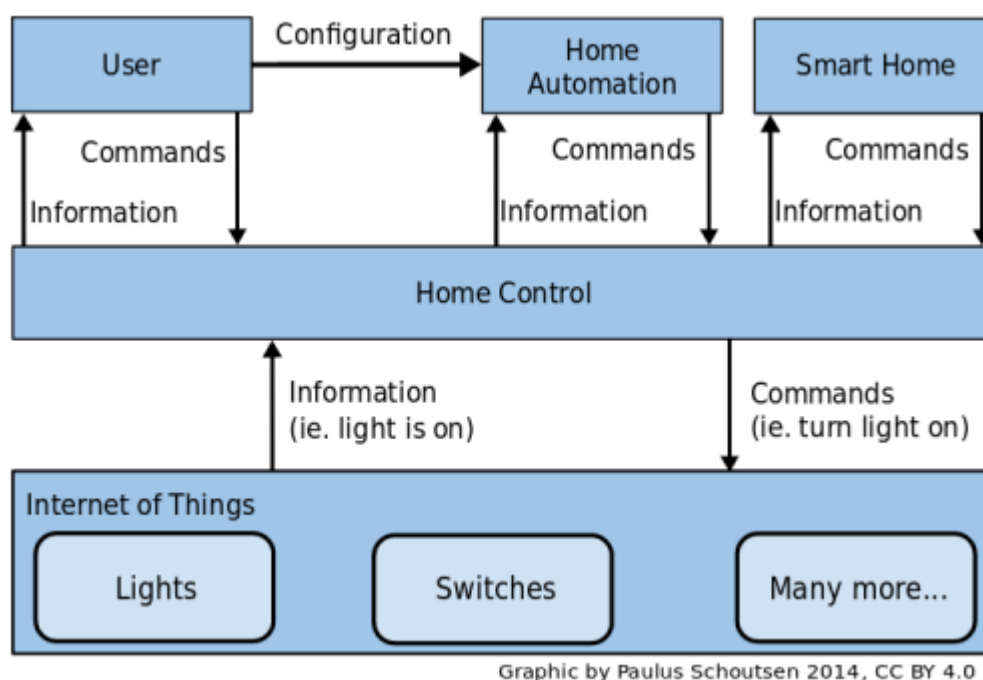 User
Configuration
Home
Automation
Smart Home
Commands
Information
Commands
Information
Commands
Information
Home Control
Information
(ie. light is on)
Commands
(ie. turn light on)
Internet of Things
Lights
Switches
Many more...
Graphic by Paulus Schoutsen 2014, CC BY 4.0